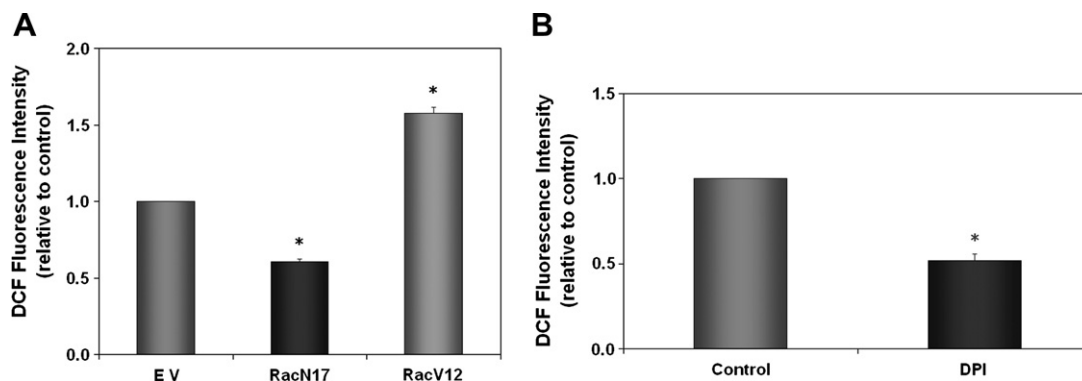 A
DCF Fluorescence Intensity
(relative to control)
2.0
1.5
1.0
0.5
0.0
*
*
E V
RacN17
RacV12
B
DCF Fluorescence Intensity
(relative to control)
1.5
1.0
0.5
0.0
*
Control
DPI